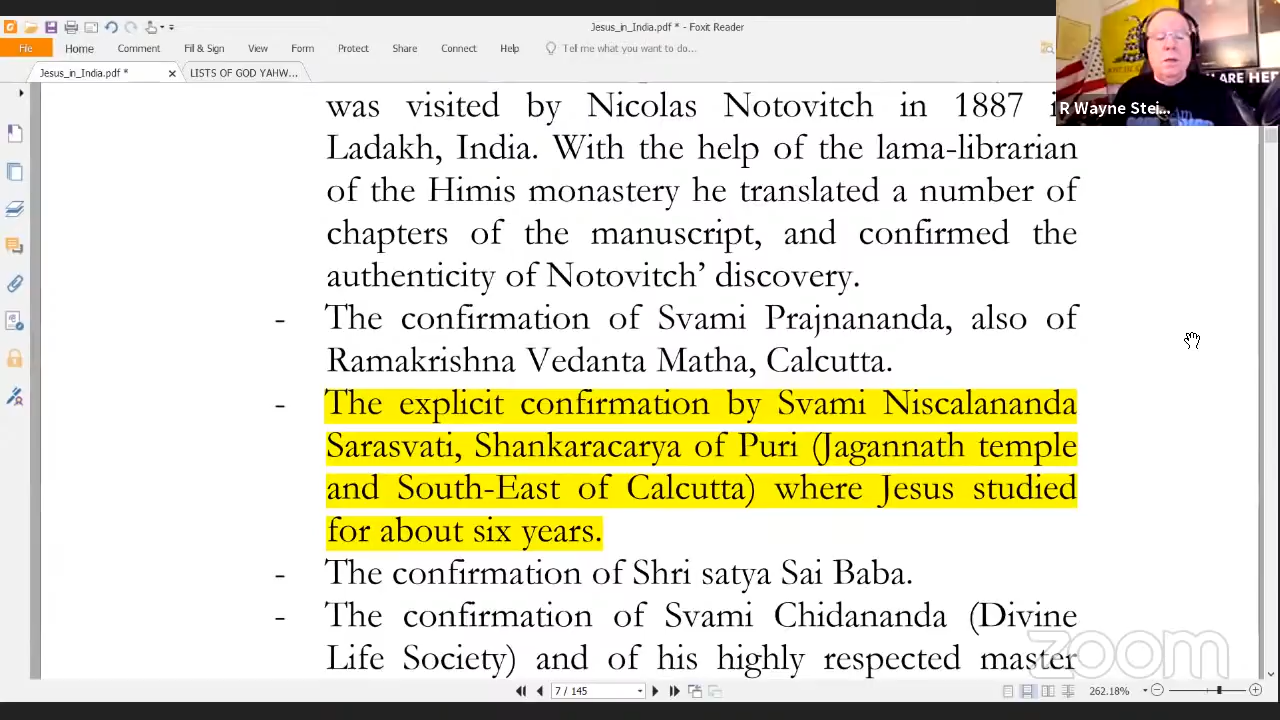 Jesus_in_India.pdf * - Foxit Reader
File Home Comment Fill & Sign View Form Protect Share Connect Help Tell me what you want to do...
Jesus_in_India.pdf * LISTS OF GOD YAHW...
was visited by Nicolas Notovitch in 1887
Ladakh, India. With the help of the lama-librarian
of the Himis monastery he translated a number of
chapters of the manuscript, and confirmed the
authenticity of Notovitch’ discovery.
- The confirmation of Svami Prajnananda, also of
Ramakrishna Vedanta Matha, Calcutta.
- The explicit confirmation by Svami Niscalananda
Sarasvati, Shankaracarya of Puri (Jagannath temple
and South-East of Calcutta) where Jesus studied
for about six years.
- The confirmation of Shri satya Sai Baba.
- The confirmation of Svami Chidananda (Divine
Life Society) and of his highly respected master
7 / 145
262.18%
ARE HE
R Wayne Stei...
zoom